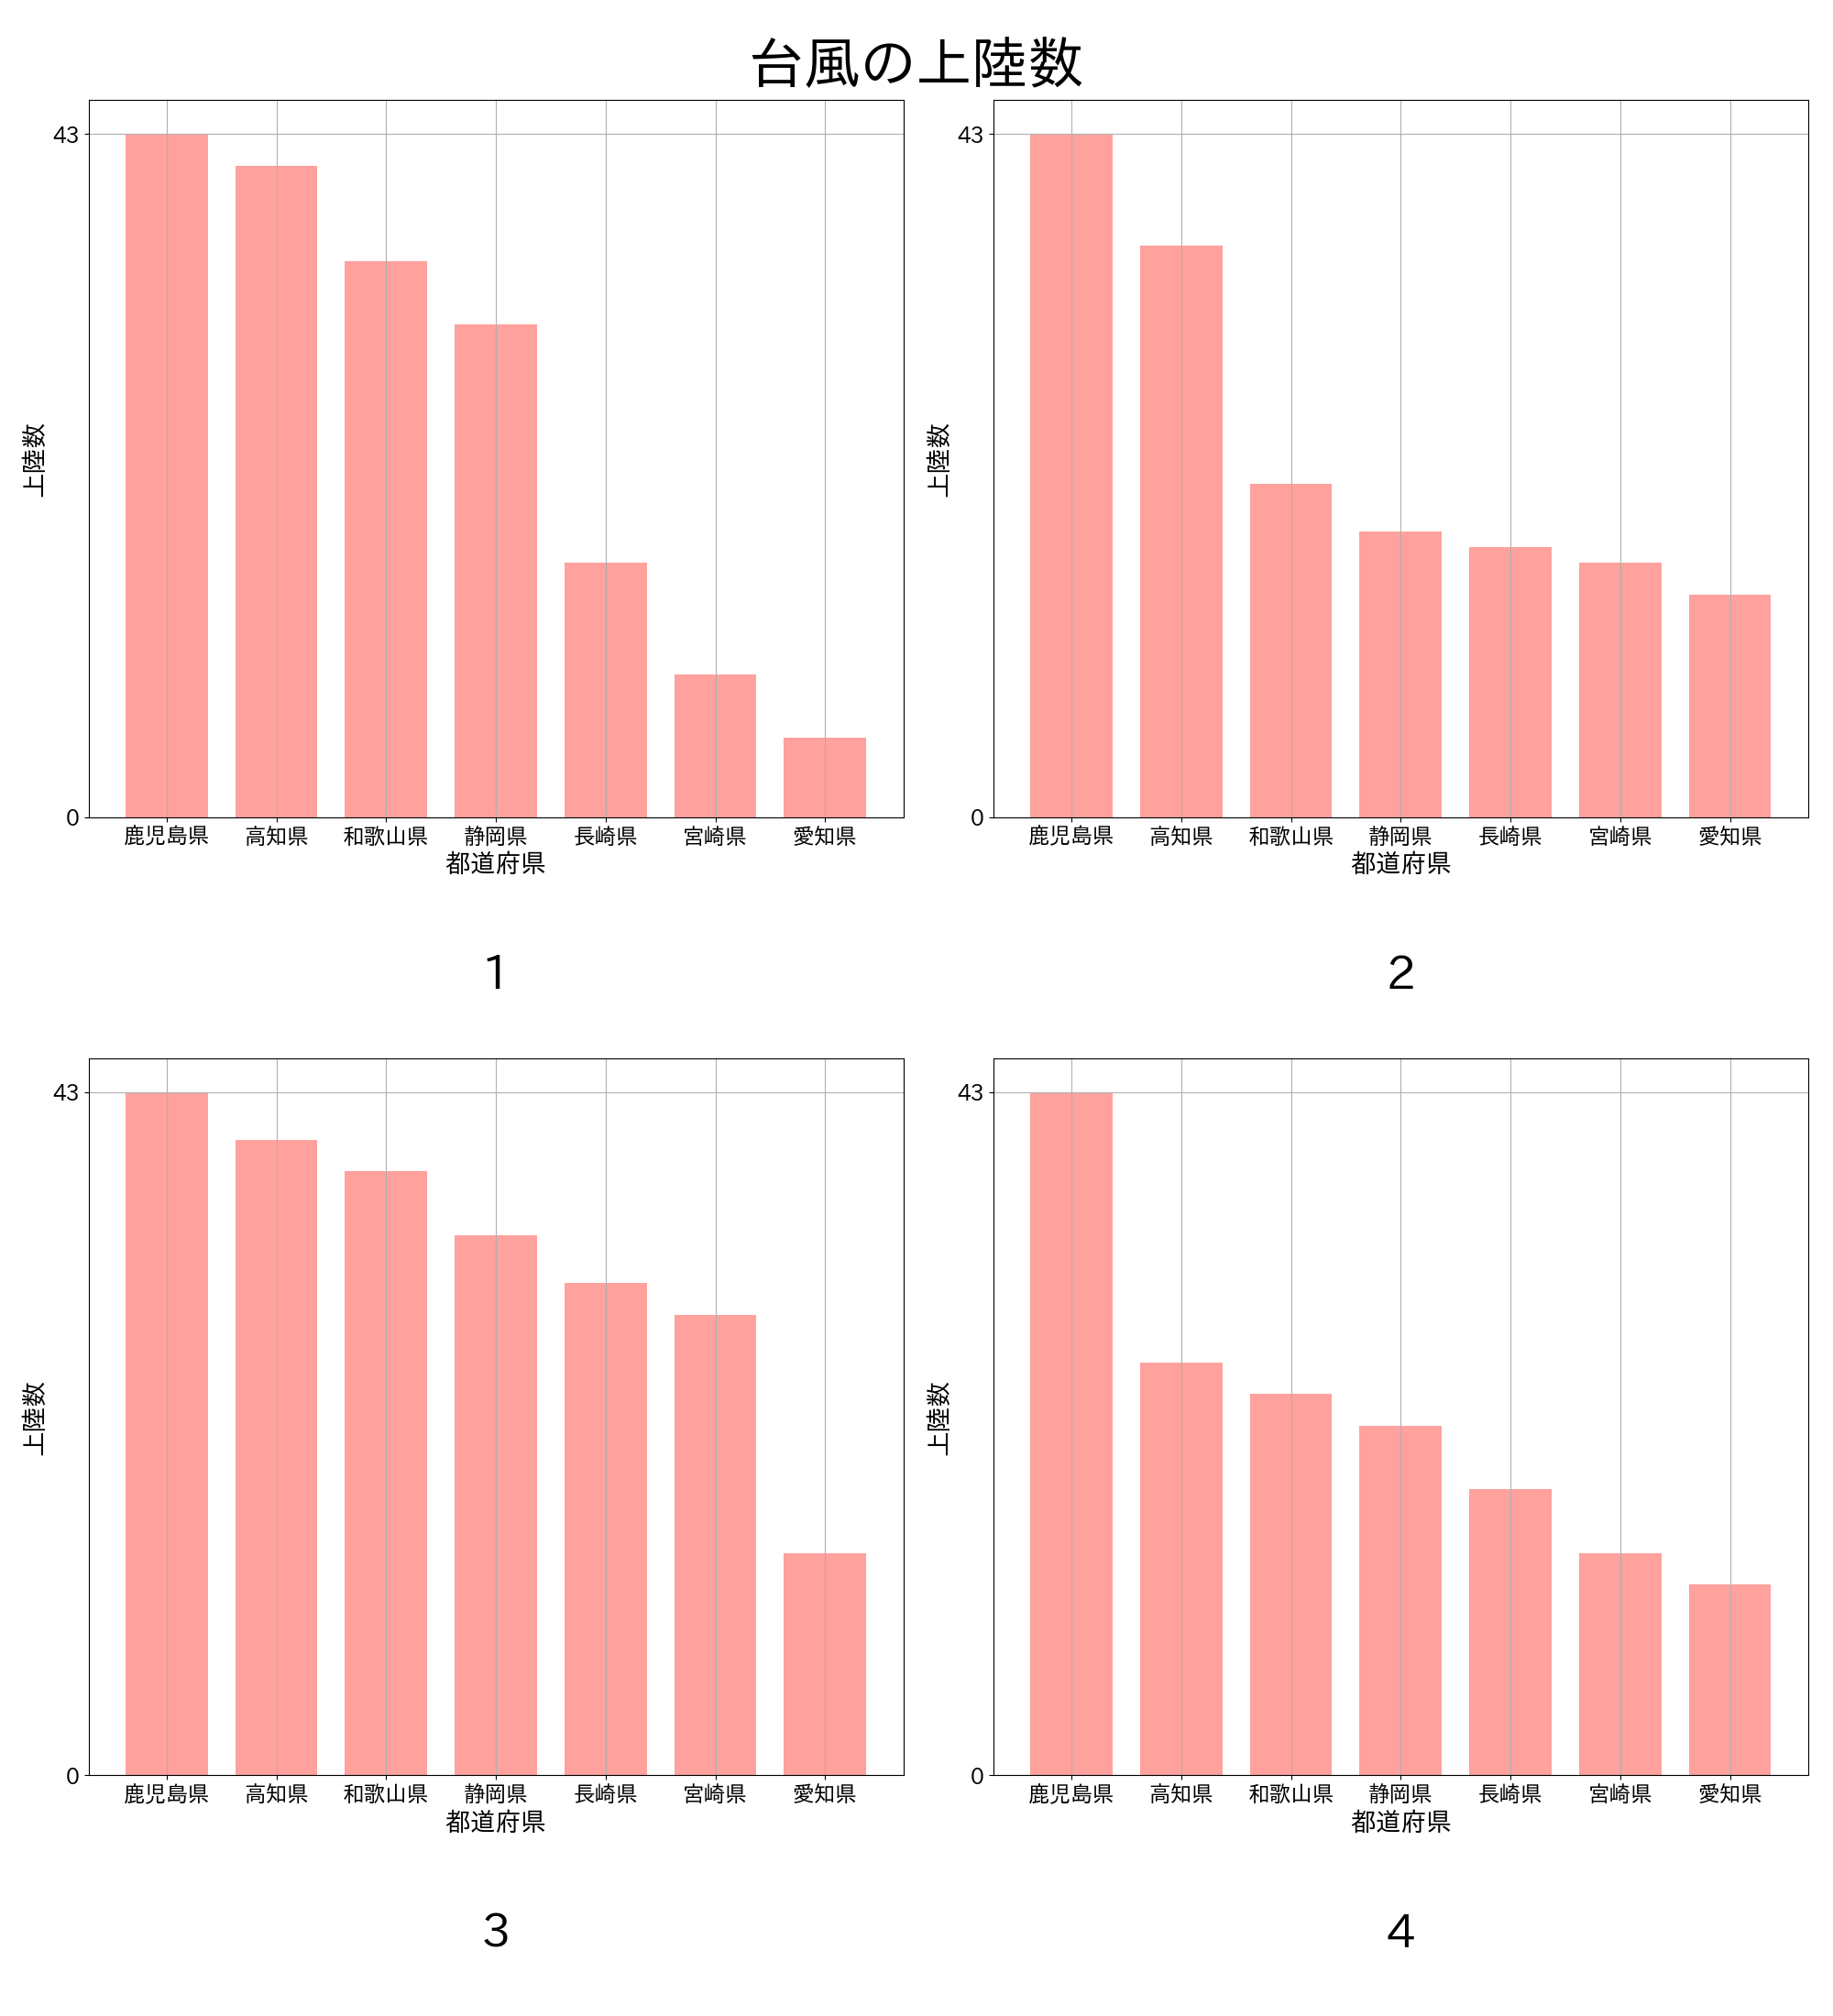 台風の上陸数
43
0
上陸数
鹿児島県 高知県 和歌山県 静岡県 長崎県 宮崎県 愛知県
都道府県
1
43
0
上陸数
鹿児島県 高知県 和歌山県 静岡県 長崎県 宮崎県 愛知県
都道府県
2
43
0
上陸数
鹿児島県 高知県 和歌山県 静岡県 長崎県 宮崎県 愛知県
都道府県
3
43
0
上陸数
鹿児島県 高知県 和歌山県 静岡県 長崎県 宮崎県 愛知県
都道府県
4